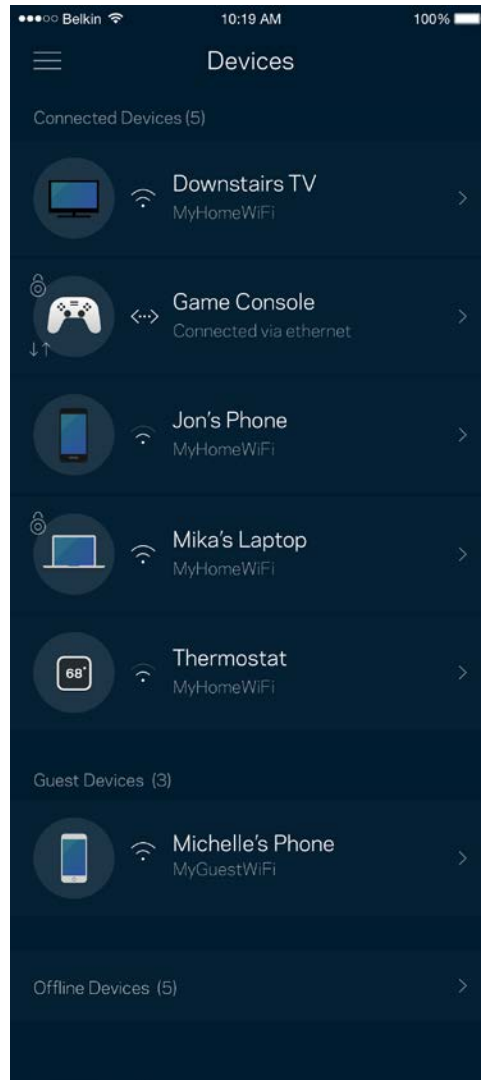 Belkin 10:19 AM 100%
Devices
Connected Devices (5)
Downstairs TV
MyHomeWiFi
Game Console
Connected via ethernet
Jon's Phone
MyHomeWiFi
Mika's Laptop
MyHomeWiFi
68°
Thermostat
MyHomeWiFi
Guest Devices (3)
Michelle's Phone
MyGuestWiFi
Offline Devices (5)